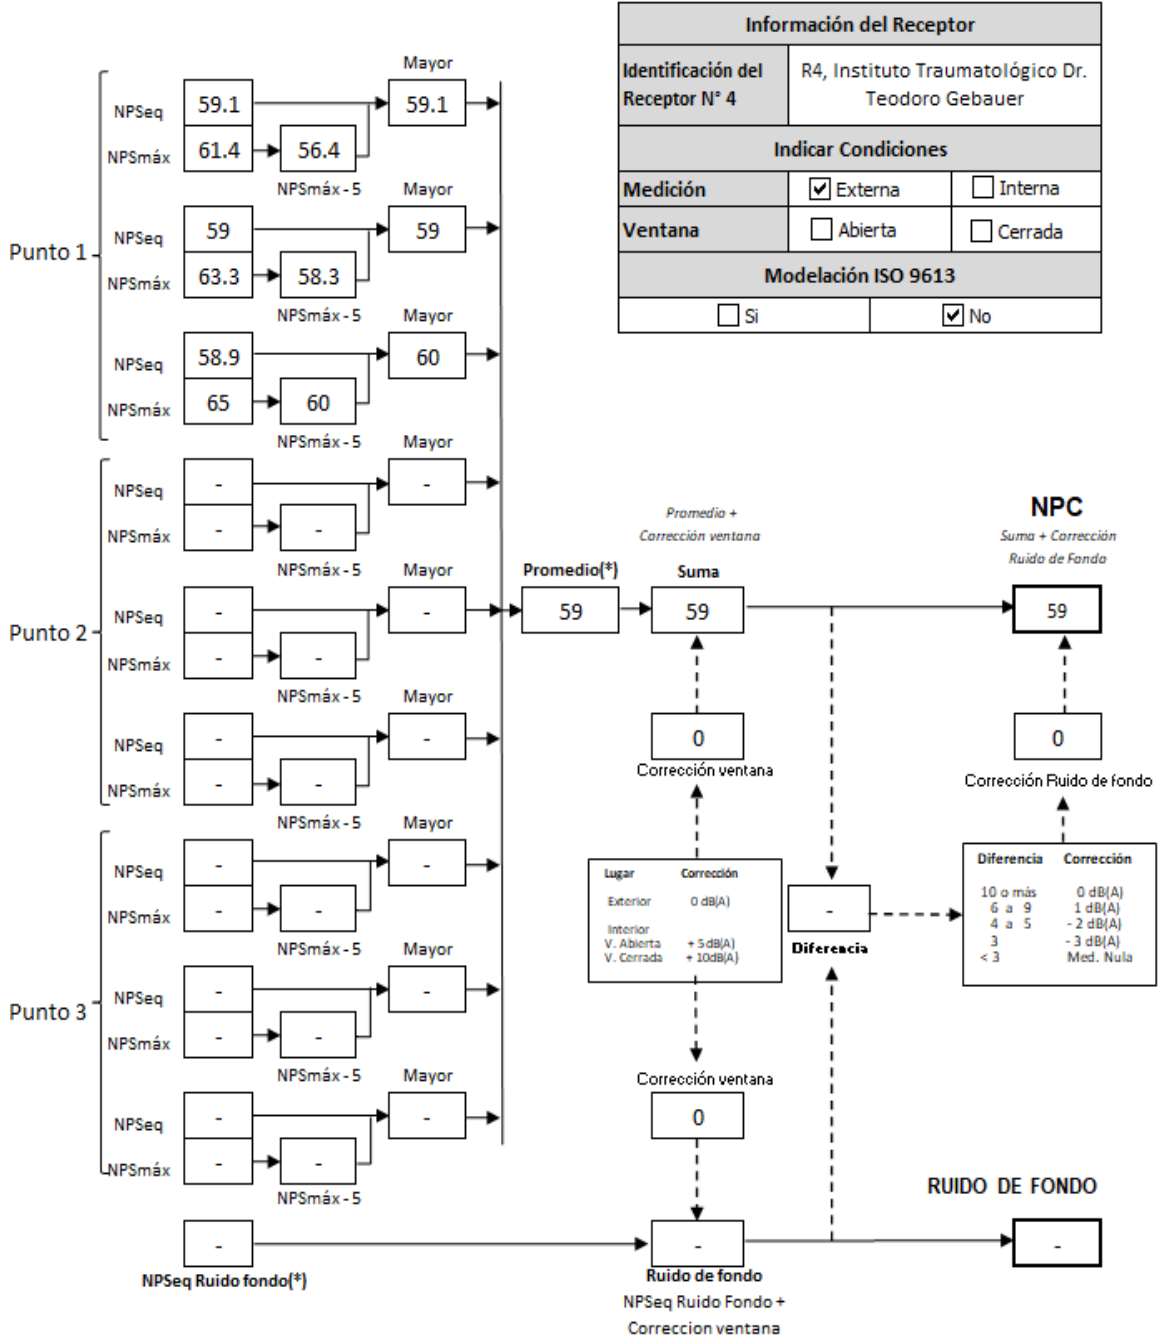 Información del Receptor
Identificación del Receptor N° 4
R4, Instituto Traumatológico Dr. Teodoro Gebauer
Indicar Condiciones
Medición
☑ Externa
☐ Interna
Ventana
☐ Abierta
☐ Cerrada
Modelación ISO 9613
☐ Si
☑ No
Punto 1
Mayor
NPSeq 59.1 59.1
NPSmáx 61.4 56.4
NPSmáx - 5
Mayor
NPSeq 59 59
NPSmáx 63.3 58.3
NPSmáx - 5
Mayor
NPSeq 58.9 60
NPSmáx 65 60
NPSmáx - 5
Punto 2
Mayor
NPSeq - -
NPSmáx - -
NPSmáx - 5
Mayor
NPSeq - -
NPSmáx - -
NPSmáx - 5
Mayor
NPSeq - -
NPSmáx - -
NPSmáx - 5
Punto 3
Mayor
NPSeq - -
NPSmáx - -
NPSmáx - 5
Mayor
NPSeq - -
NPSmáx - -
NPSmáx - 5
Mayor
NPSeq - -
NPSmáx - -
NPSmáx - 5
-
NPSeq Ruido fondo(*)
Promedio(*)
59
Promedio +
Corrección ventana
Suma
59
0
Corrección ventana
Lugar Corrección
Exterior 0 dB(A)
Interior
V. Abierta + 5dB(A)
V. Cerrada + 10dB(A)
Corrección ventana
0
-
Ruido de fondo
NPSeq Ruido Fondo +
Correccion ventana
-
Diferencia
NPC
Suma + Corrección
Ruido de Fondo
59
0
Corrección Ruido de fondo
Diferencia Corrección
10 o más 0 dB(A)
6 a 9 1 dB(A)
4 a 5 - 2 dB(A)
3 - 3 dB(A)
< 3 Med. Nula
RUIDO DE FONDO
-